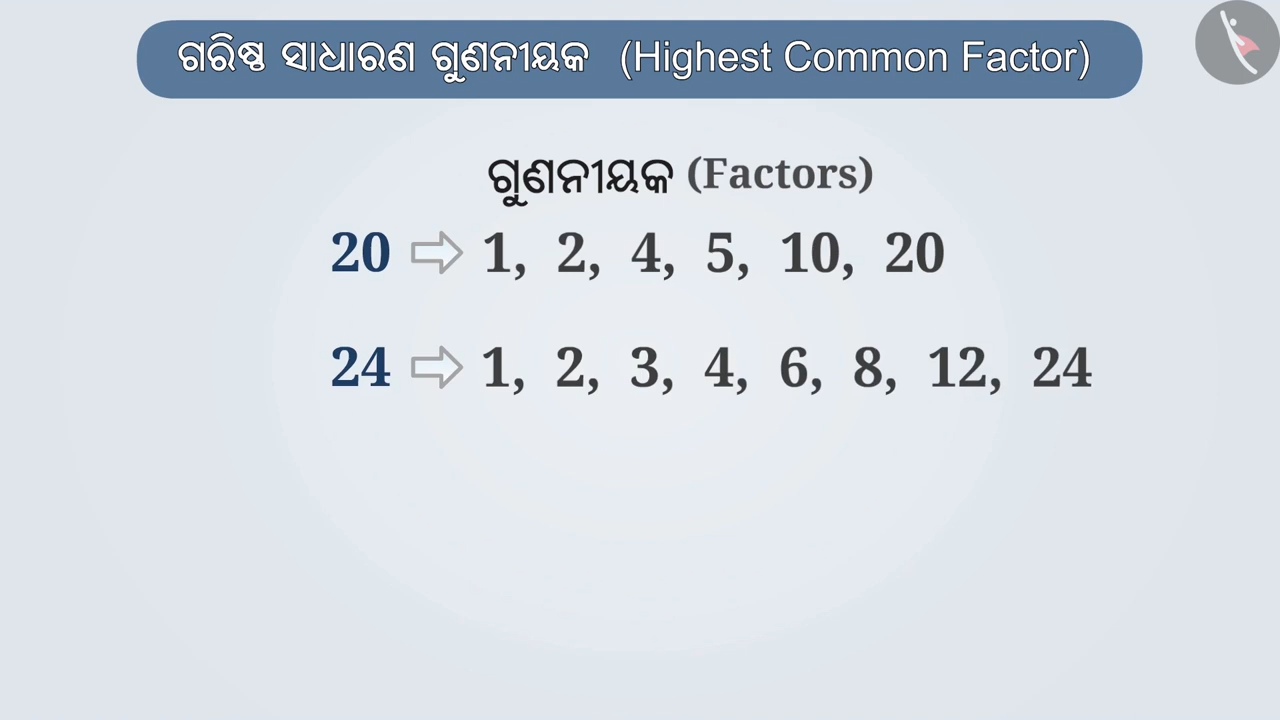 ଗରିଷ୍ଠ ସାଧାରଣ ଗୁଣନୀୟକ (Highest Common Factor)
ଗୁଣନୀୟକ (Factors)
20 ⇨ 1, 2, 4, 5, 10, 20
24 ⇨ 1, 2, 3, 4, 6, 8, 12, 24